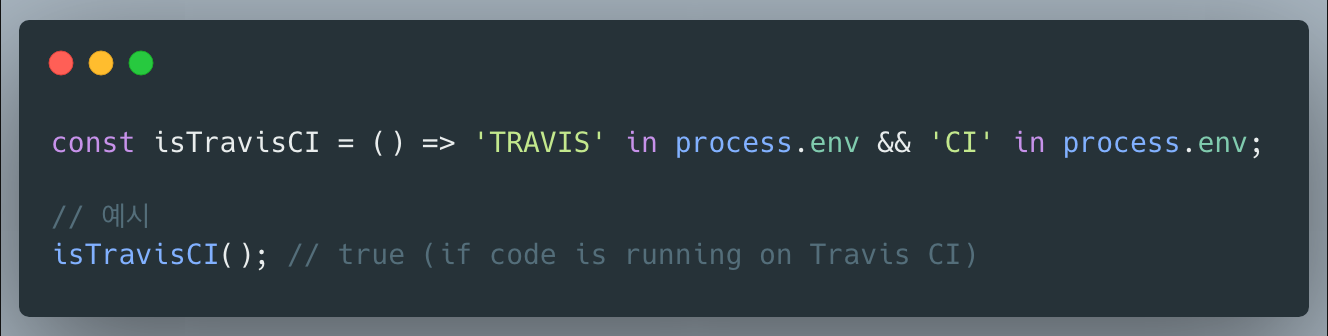 const isTravisCI = () => 'TRAVIS' in process.env && 'CI' in process.env;
// 예시
isTravisCI(); // true (if code is running on Travis CI)